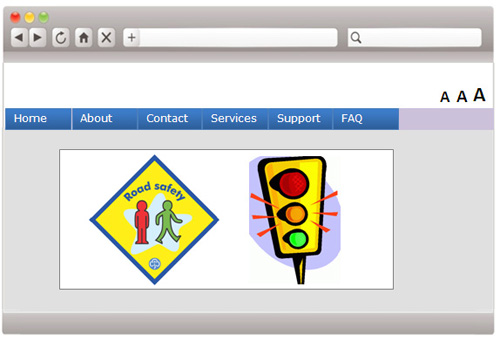 A A A
Home About Contact Services Support FAQ
Road safety